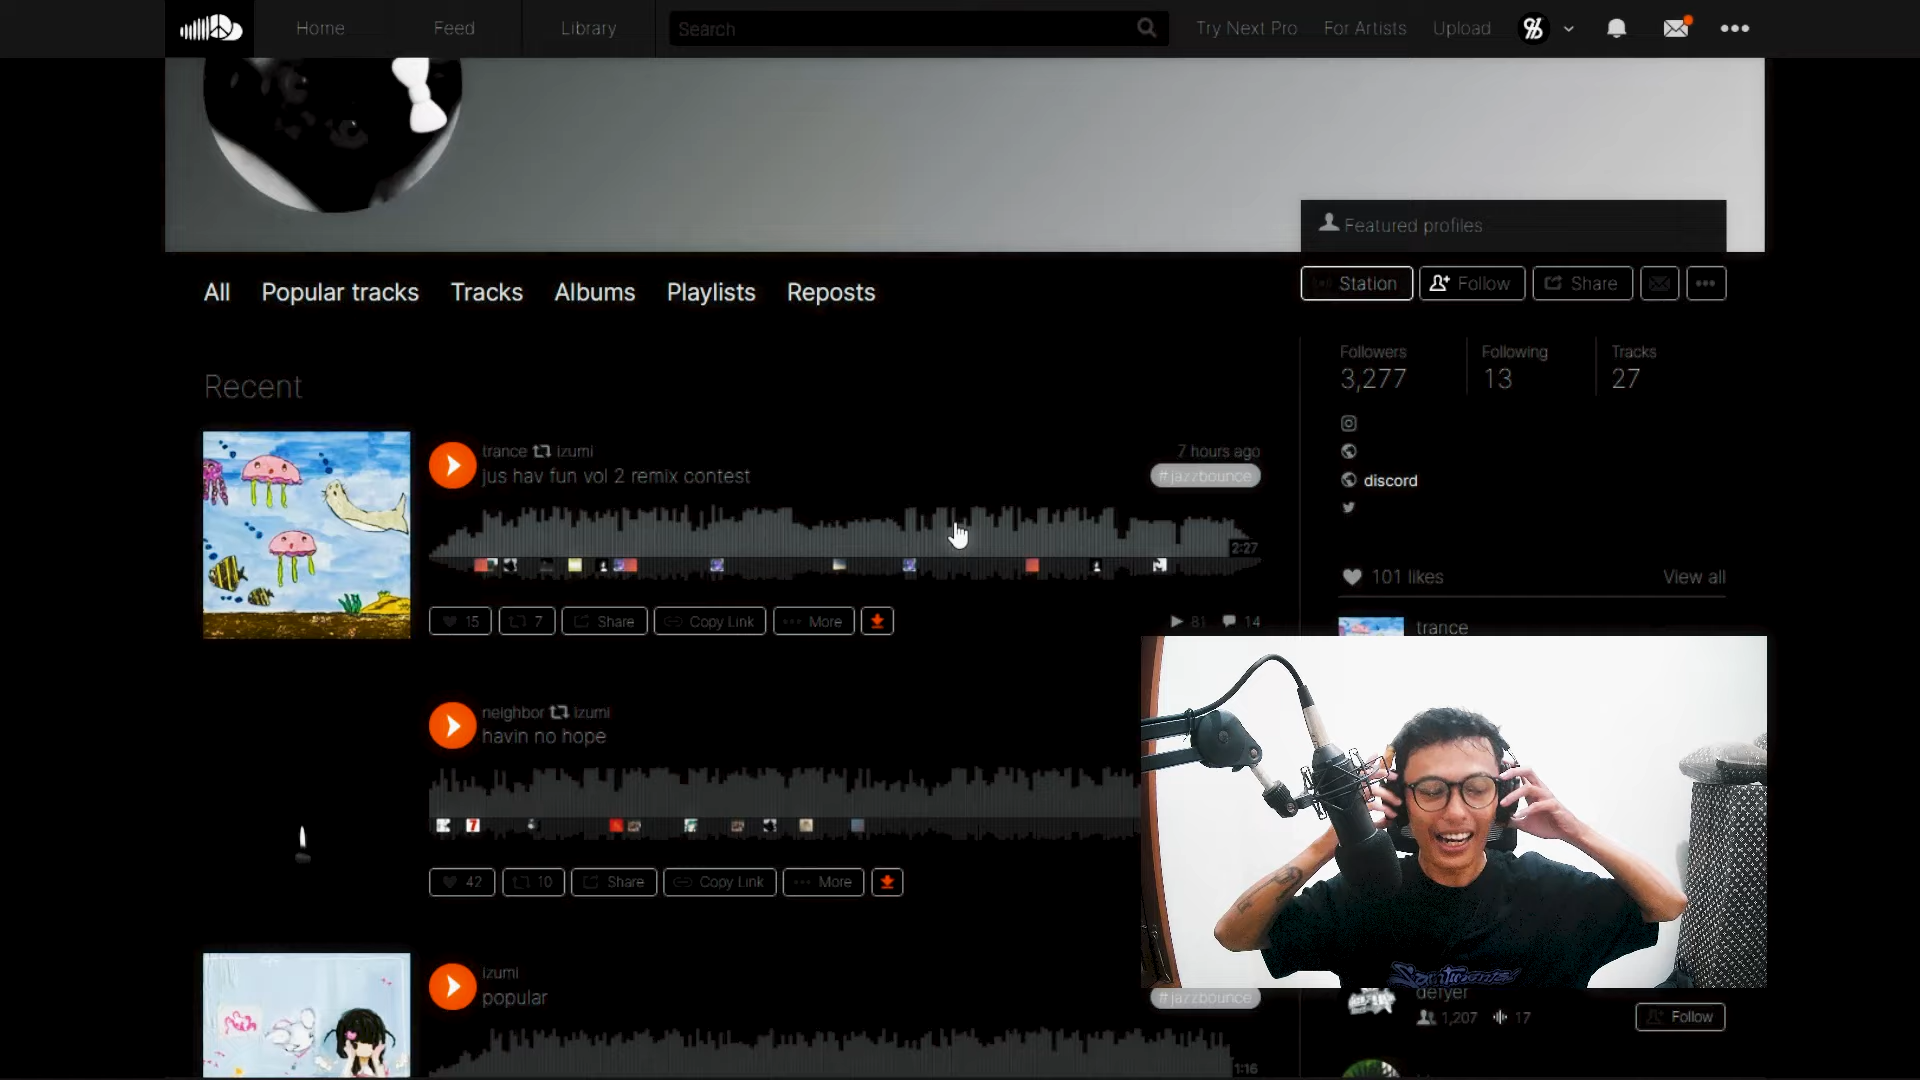 Home Feed Library Search Try Next Pro For Artists Upload
Featured profiles
All Popular tracks Tracks Albums Playlists Reposts
Station Follow Share
Followers Following Tracks
3,277 13 27
Recent
trance izumi 7 hours ago
jus hav fun vol 2 remix contest # jazzbounce
discord
2:27
101 likes View all
15 7 Share Copy Link More 81 14
trance
neighbor izumi
havin no hope
7
42 10 Share Copy Link More
izumi
popular # jazzbounce
defyer
1,207 17 Follow
1:16